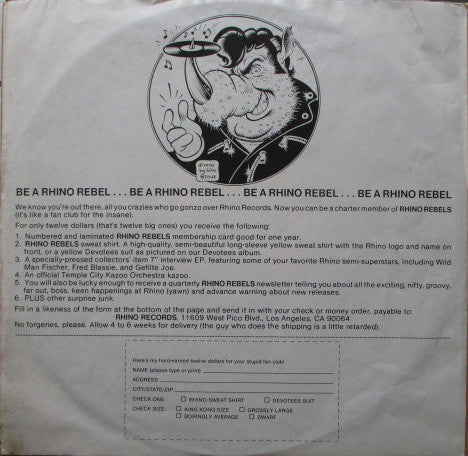 BE A RHINO REBEL . . . BE A RHINO REBEL . . . BE A RHINO REBEL . . . BE A RHINO REBEL
We know you're out there, all you crazies who go gonzo over Rhino Records. Now you can be a charter member of RHINO REBELS
(it's like a fan club for the insane).
For only twelve dollars (that's twelve big ones) you receive the following:
1. Numbered and laminated RHINO REBELS membership card good for one year.
2. RHINO REBELS sweat shirt. A high-quality, semi-beautiful long-sleeve yellow sweat shirt with the Rhino logo and name on
front, or a yellow Devotees suit as pictured on our Devotees album.
3. A specially-pressed collectors' item 7" interview EP, featuring some of your favorite Rhino semi-superstars, including Wild
Man Fischer, Fred Blassie, and Gefilte Joe.
4. An official Temple City Kazoo Orchestra kazoo.
5. You will also be lucky enough to receive a quarterly RHINO REBELS newsletter telling you about all the exciting, nifty, groovy,
far out, boss, keen happenings at Rhino (yawn) and advance warning about new releases.
6. PLUS other surprise junk.
Fill in a likeness of the form at the bottom of the page and send it in with your check or money order, payable to:
RHINO RECORDS, 11609 West Pico Blvd., Los Angeles, CA 90064
No forgeries, please. Allow 4 to 6 weeks for delivery (the guy who does the shipping is a little retarded).
Here's my hard-earned twelve dollars for your stupid fan club!
NAME (please type or print)
ADDRESS
CITY/STATE/ZIP
CHECK ONE: RHINO SWEAT SHIRT DEVOTEES SUIT
CHECK SIZE: KING KONG SIZE GROSSLY LARGE
BORINGLY AVERAGE DWARF